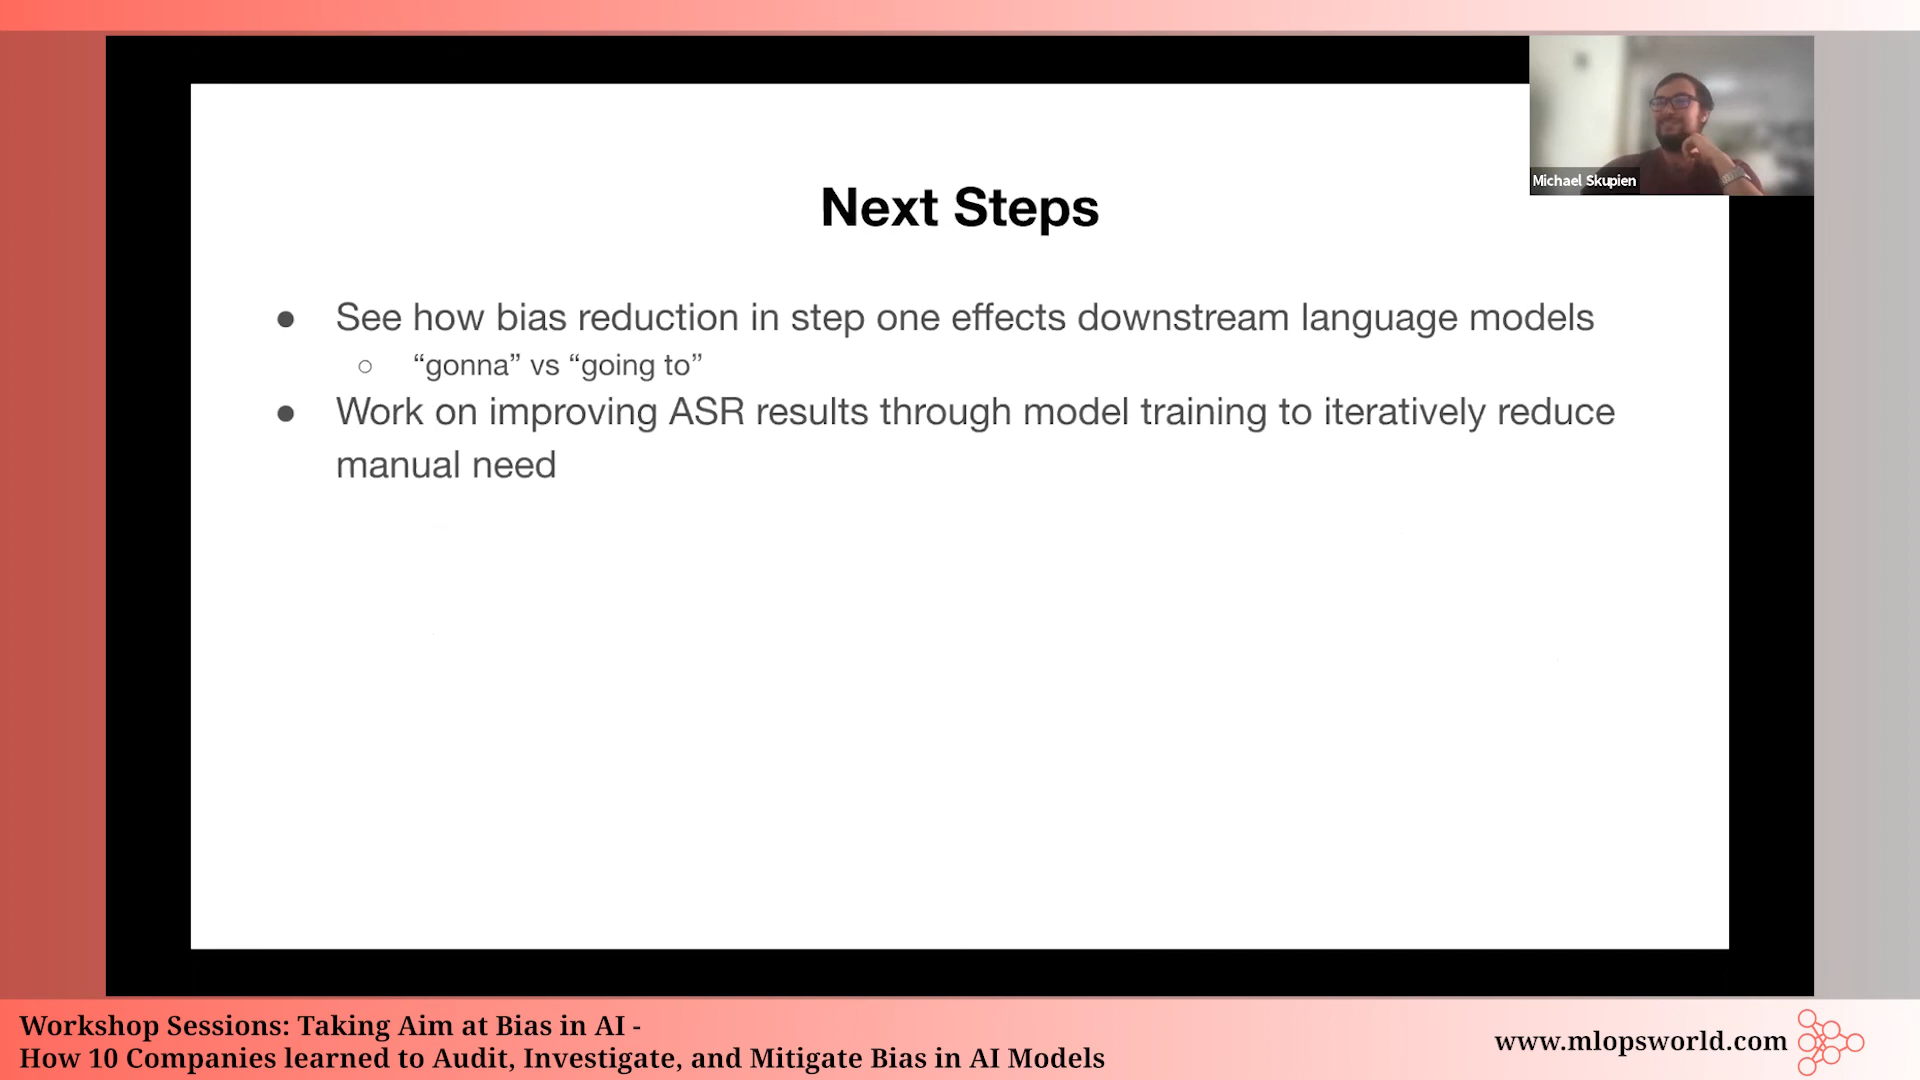 Michael Skupien
Next Steps
● See how bias reduction in step one effects downstream language models
○ “gonna” vs “going to”
● Work on improving ASR results through model training to iteratively reduce
manual need
Workshop Sessions: Taking Aim at Bias in AI -
How 10 Companies learned to Audit, Investigate, and Mitigate Bias in AI Models
www.mlopsworld.com